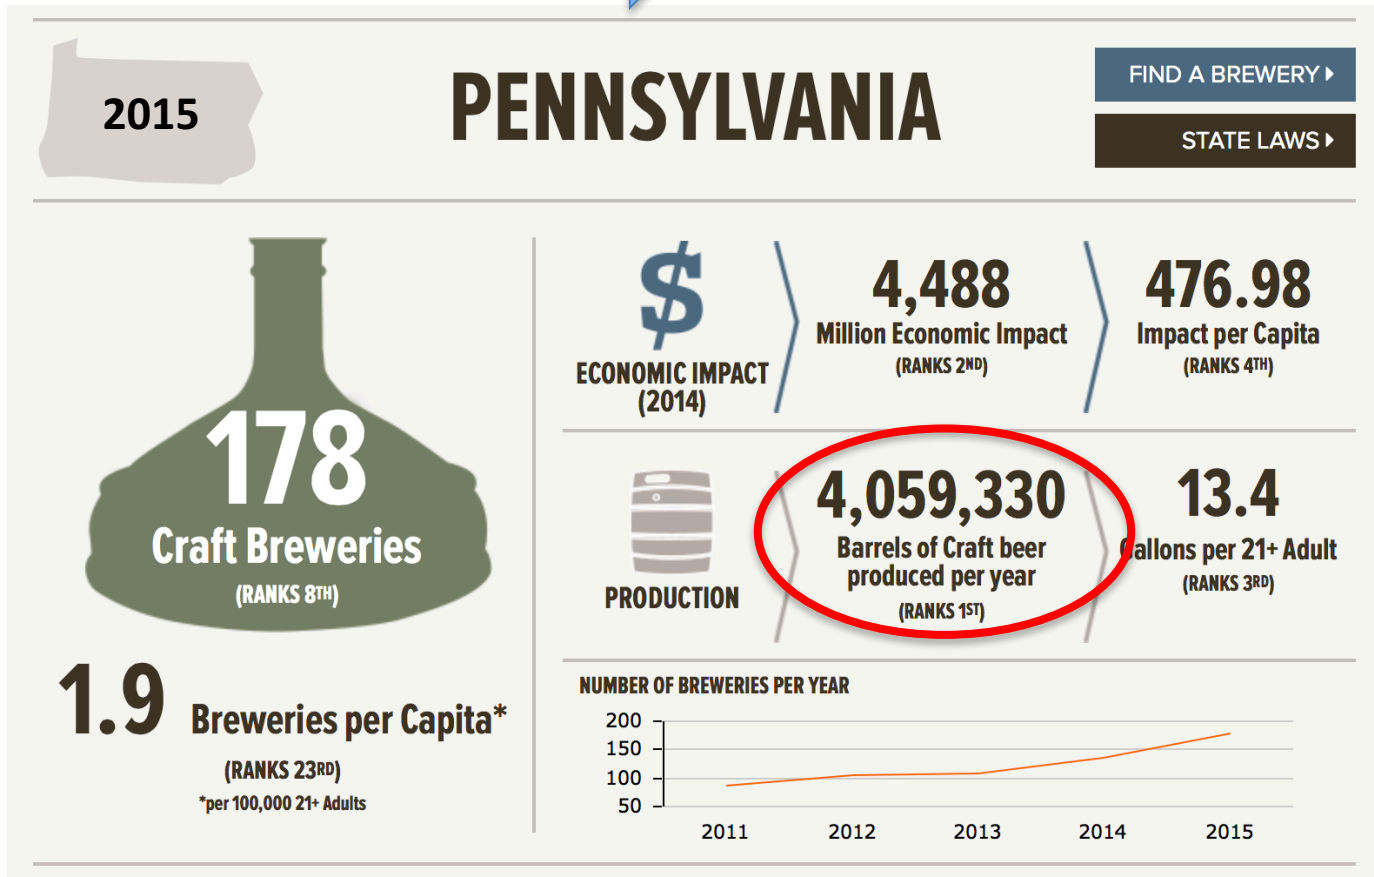 2015
PENNSYLVANIA
FIND A BREWERY
STATE LAWS
178
Craft Breweries
(RANKS 8TH)
1.9 Breweries per Capita*
(RANKS 23RD)
*per 100,000 21+ Adults
$
ECONOMIC IMPACT
(2014)
4,488
Million Economic Impact
(RANKS 2ND)
476.98
Impact per Capita
(RANKS 4TH)
PRODUCTION
4,059,330
Barrels of Craft beer
produced per year
(RANKS 1ST)
13.4
Gallons per 21+ Adult
(RANKS 3RD)
NUMBER OF BREWERIES PER YEAR
200
150
100
50
2011 2012 2013 2014 2015